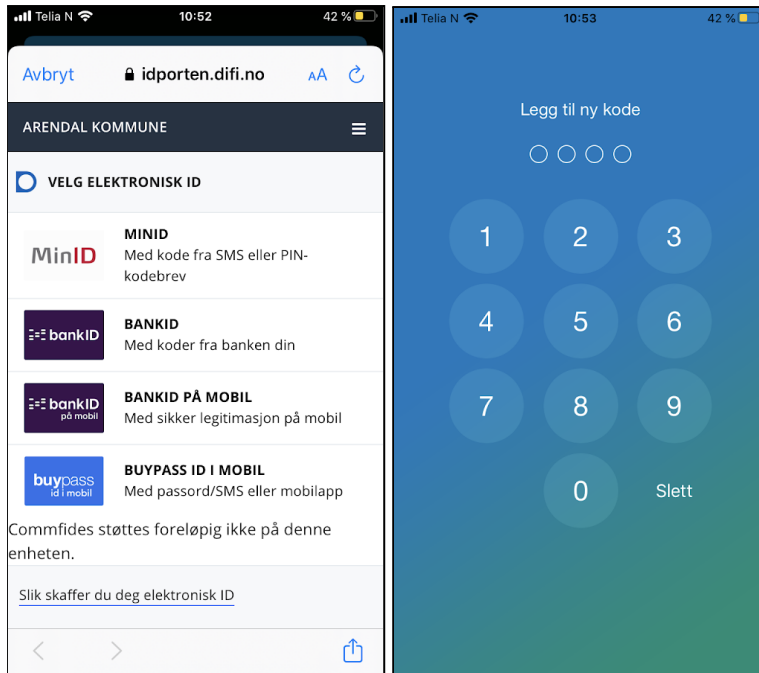 Telia N 10:52 42 %
Avbryt idporten.difi.no AA
ARENDAL KOMMUNE
VELG ELEKTRONISK ID
MinID
MINID
Med kode fra SMS eller PIN-
kodebrev
bankID
BANKID
Med koder fra banken din
bankID
på mobil
BANKID PÅ MOBIL
Med sikker legitimasjon på mobil
buypass
id i mobil
BUYPASS ID I MOBIL
Med passord/SMS eller mobilapp
Commfides støttes foreløpig ikke på denne
enheten.
Slik skaffer du deg elektronisk ID
Telia N 10:53 42 %
Legg til ny kode
1 2 3
4 5 6
7 8 9
0 Slett